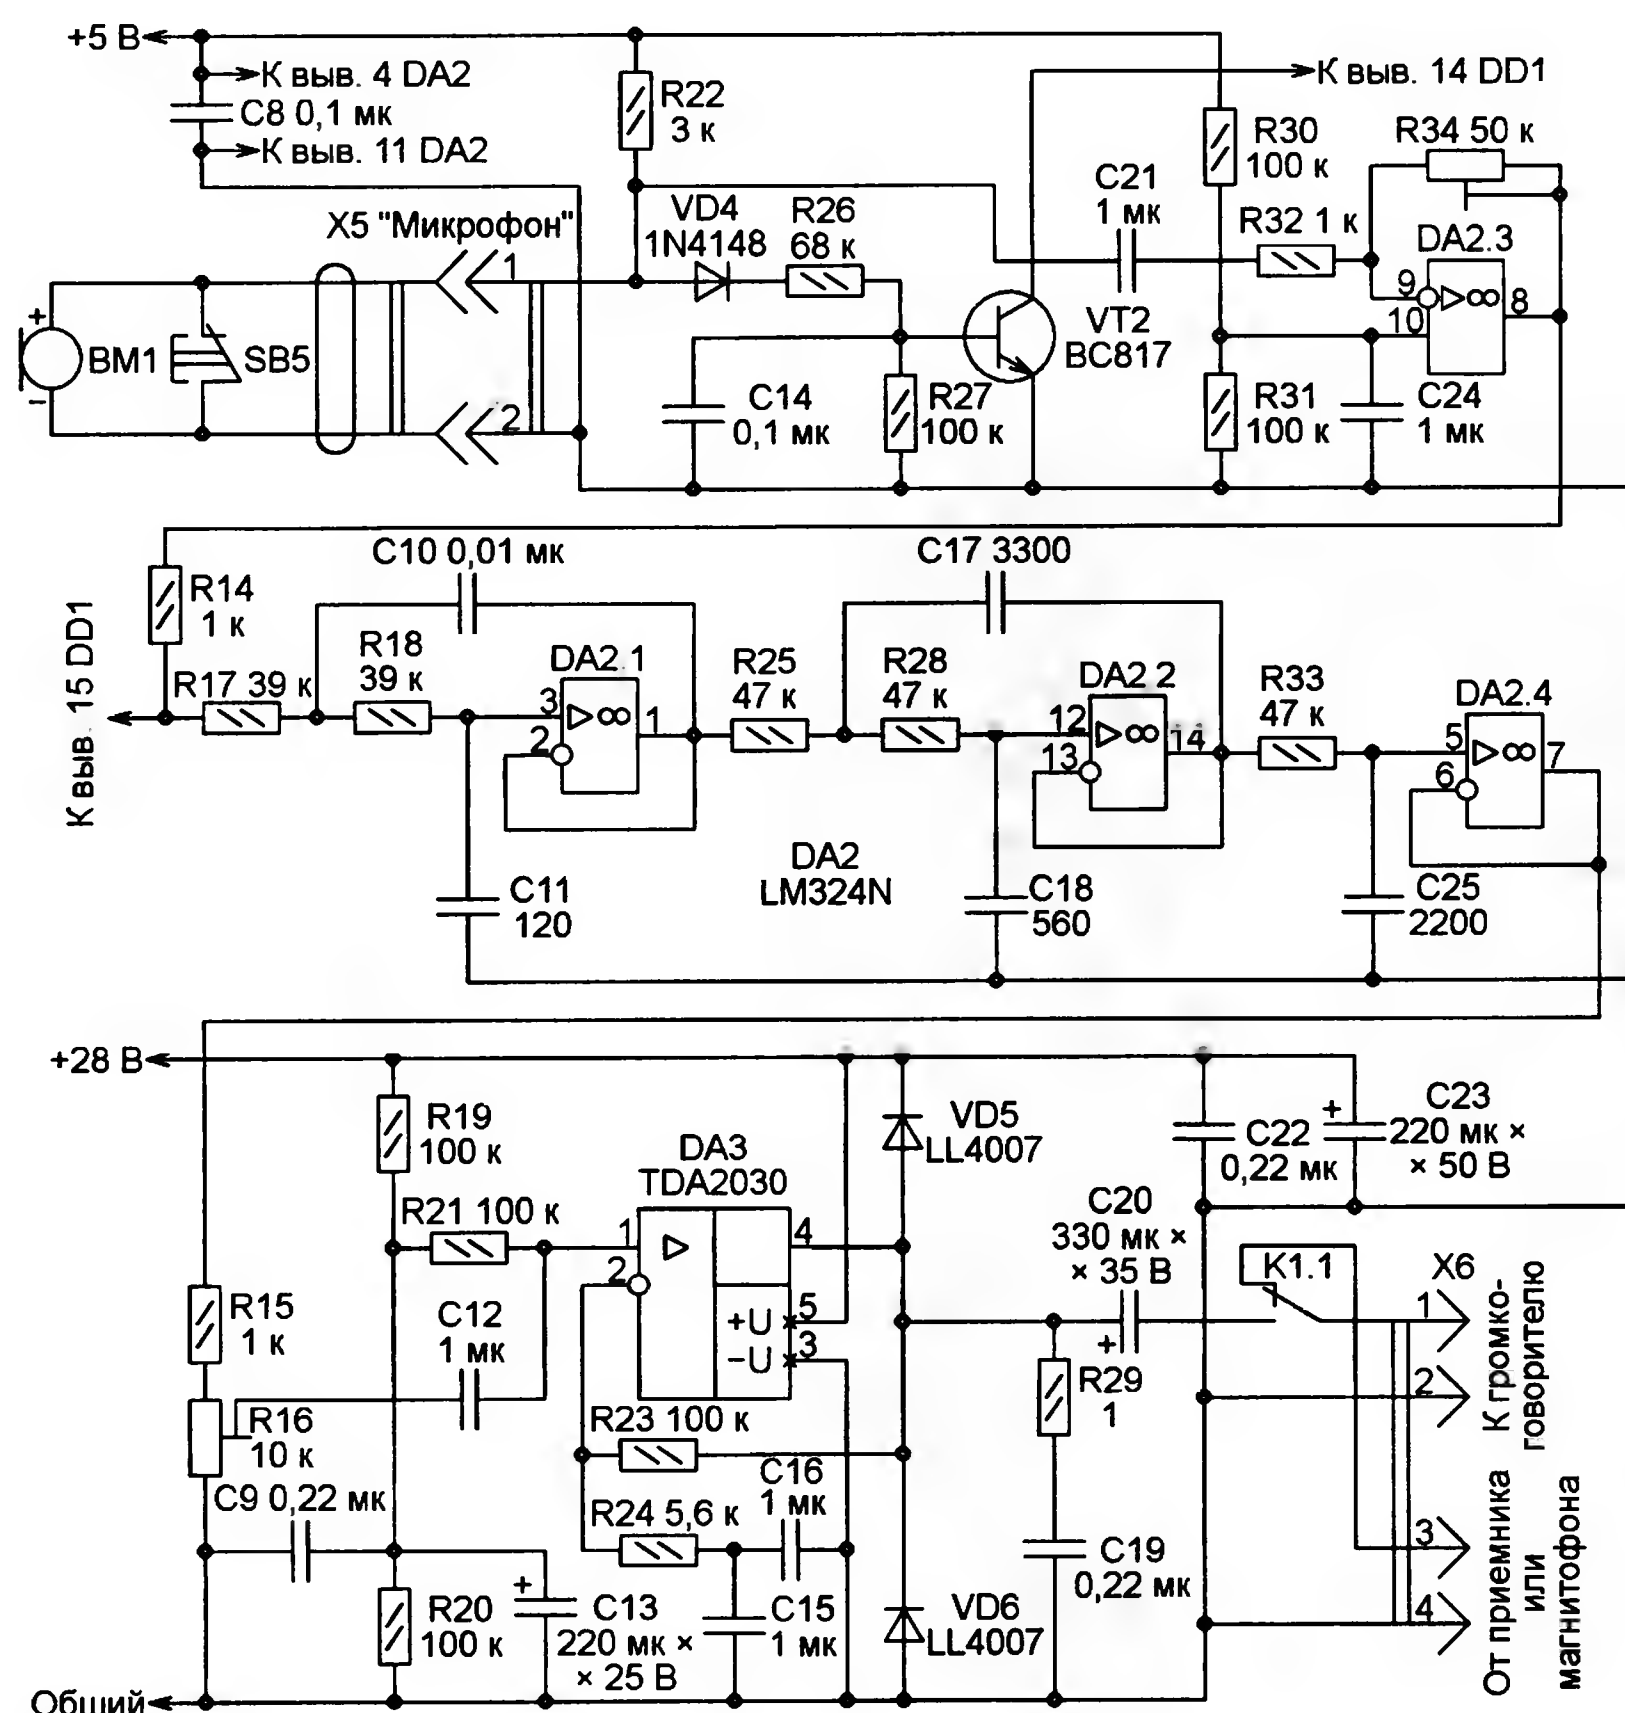 +5 В
К выв. 4 DA2
C8 0,1 мк
К выв. 11 DA2
R22
3 к
К выв. 14 DD1
R30
100 к
R34 50 к
C21
1 мк
X5 "Микрофон"
VD4
1N4148
R26
68 к
R32 1 к
DA2.3
1
9
8
10
+
BM1
-
SB5
VT2
BC817
2
C14
0,1 мк
R27
100 к
R31
100 к
C24
1 мк
К выв. 15 DD1
R14
1 к
C10 0,01 мк
C17 3300
R17 39 к
R18
39 к
DA2.1
3
2
1
R25
47 к
R28
47 к
DA2.2
12
13
14
R33
47 к
DA2.4
5
6
7
C11
120
DA2
LM324N
C18
560
C25
2200
+28 В
R19
100 к
DA3
TDA2030
VD5
LL4007
C22
0,22 мк
+
C23
220 мк ×
× 50 В
R21 100 к
1
2
4
+U
5
-U
3
C20
330 мк ×
× 35 В
+
K1.1
X6
1
2
3
4
К громко-
говорителю
От приемника
или
магнитофона
R15
1 к
C12
1 мк
R16
10 к
R23 100 к
R29
1
C9 0,22 мк
R24 5,6 к
C16
1 мк
C19
0,22 мк
R20
100 к
+
C13
220 мк ×
× 25 В
C15
1 мк
VD6
LL4007
Общий